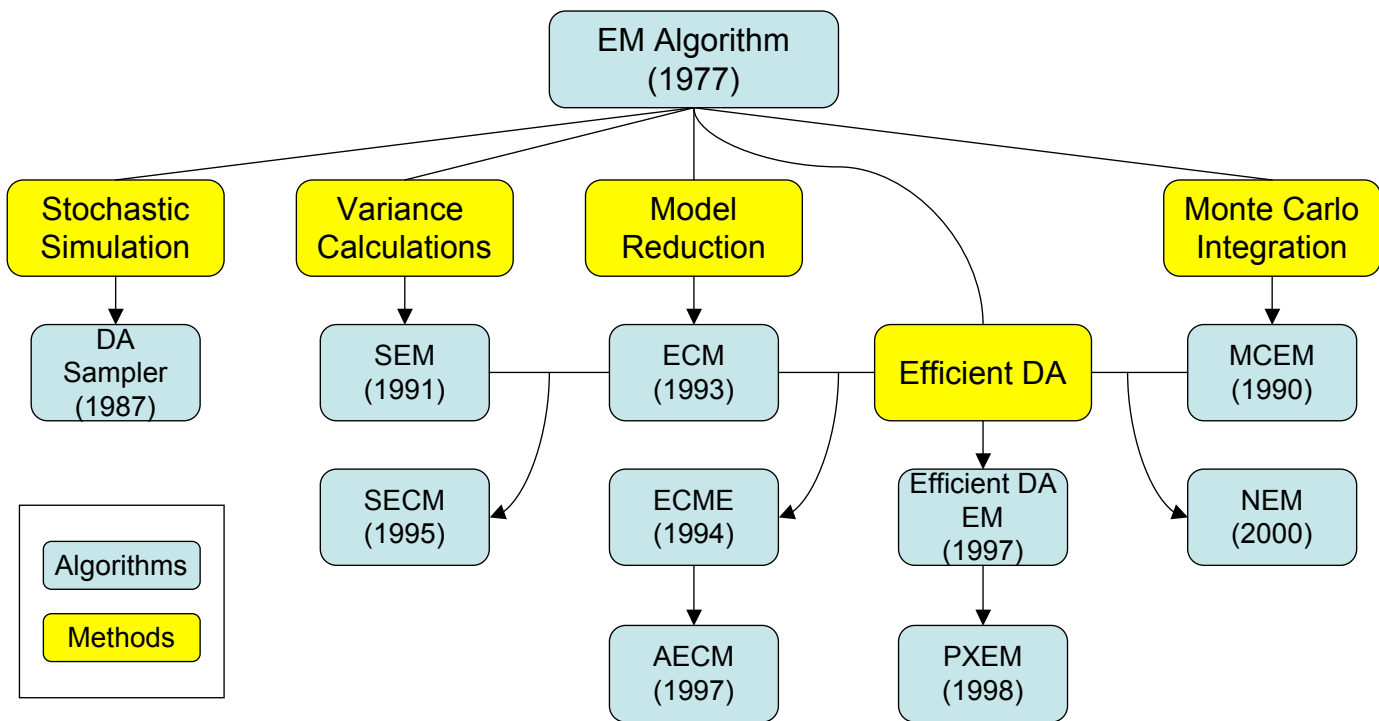 EM Algorithm
(1977)
Stochastic
Simulation
Variance
Calculations
Model
Reduction
Monte Carlo
Integration
DA
Sampler
(1987)
SEM
(1991)
ECM
(1993)
Efficient DA
MCEM
(1990)
SECM
(1995)
ECME
(1994)
Efficient DA
EM
(1997)
NEM
(2000)
Algorithms
Methods
AECM
(1997)
PXEM
(1998)